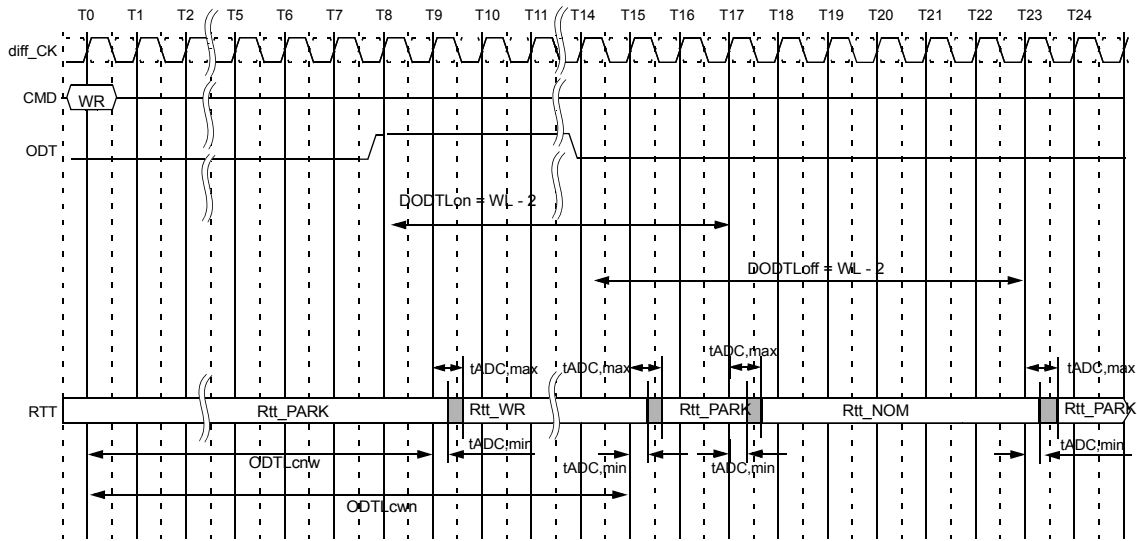 T0 T1 T2 T5 T6 T7 T8 T9 T10 T11 T14 T15 T16 T17 T18 T19 T20 T21 T22 T23 T24
diff_CK
CMD WR
ODT
DODTLon = WL - 2
DODTLoff = WL - 2
tADC,max
tADC,max tADC,max tADC,max
RTT Rtt_PARK Rtt_WR Rtt_PARK Rtt_NOM Rtt_PARK
tADC,min tADC,min
ODTLcnw tADC,min tADC,min
ODTLcwn